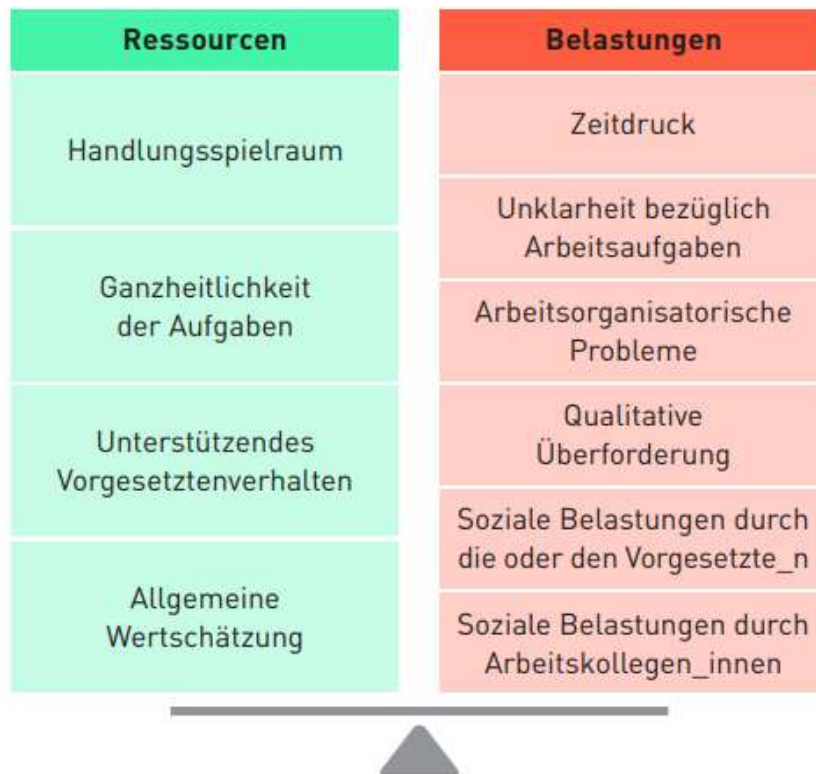 Ressourcen
Handlungsspielraum
Ganzheitlichkeit
der Aufgaben
Unterstützendes
Vorgesetztenverhalten
Allgemeine
Wertschätzung
Belastungen
Zeitdruck
Unklarheit bezüglich
Arbeitsaufgaben
Arbeitsorganisatorische
Probleme
Qualitative
Überforderung
Soziale Belastungen durch
die oder den Vorgesetzte_n
Soziale Belastungen durch
Arbeitskollegen_innen